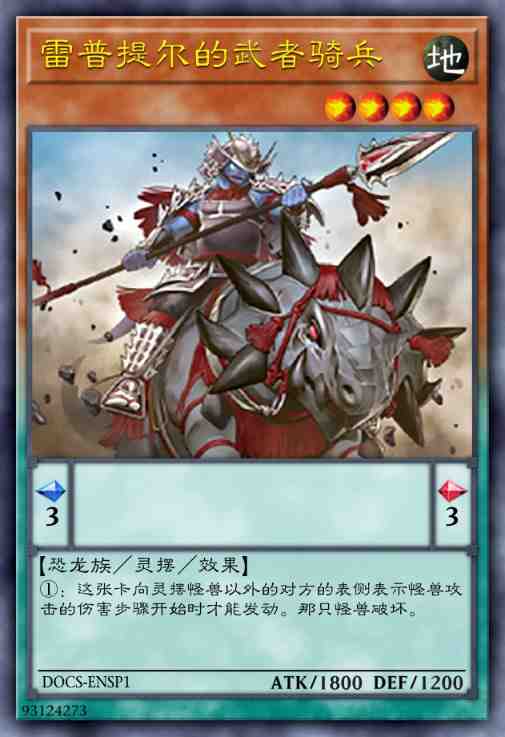 雷普提尔的武者骑兵
地
3
3
【恐龙族／灵摆／效果】
①：这张卡向灵摆怪兽以外的对方的表侧表示怪兽攻
击的伤害步骤开始时才能发动。那只怪兽破坏。
DOCS-ENSP1
ATK/1800 DEF/1200
93124273